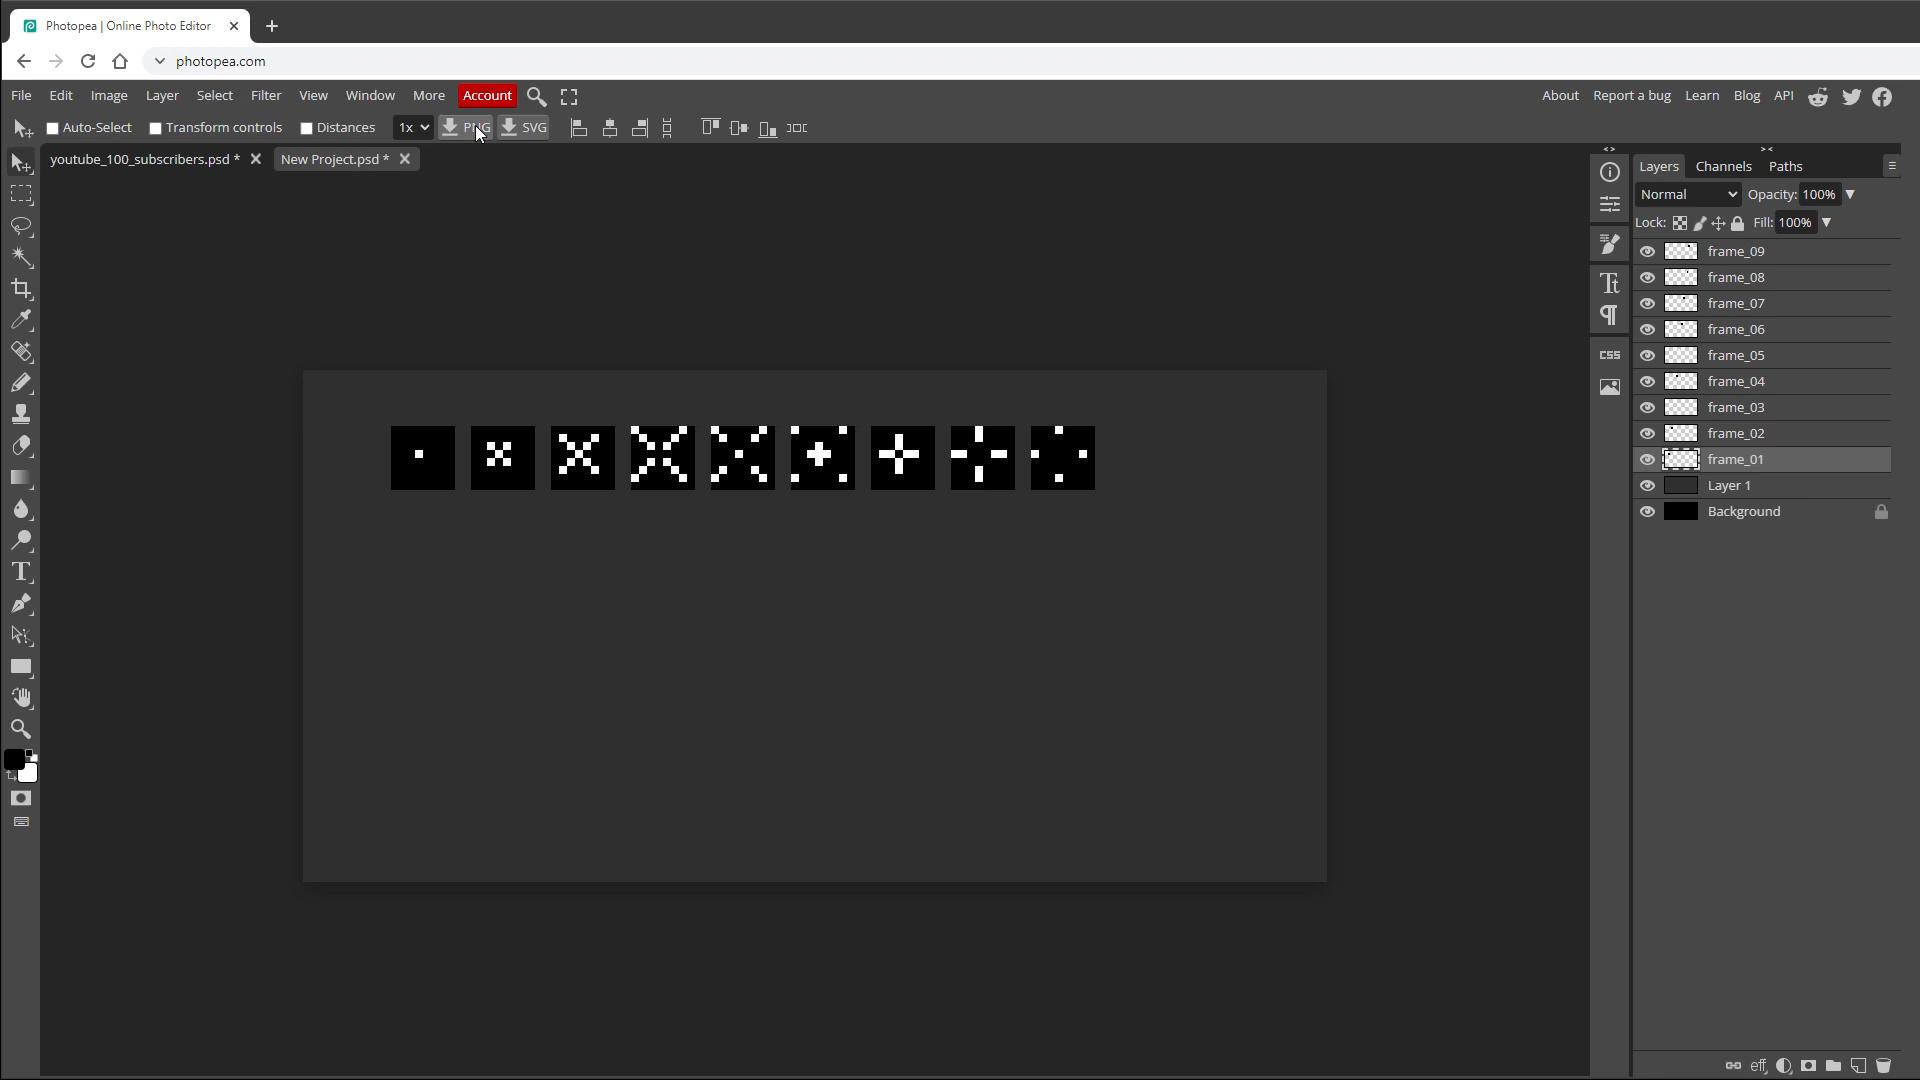 Photopea | Online Photo Editor
photopea.com
File Edit Image Layer Select Filter View Window More Account About Report a bug Learn Blog API
Auto-Select Transform controls Distances 1x PNG SVG
youtube_100_subscribers.psd * New Project.psd *
Layers Channels Paths
Normal Opacity: 100%
Lock: Fill: 100%
frame_09
frame_08
frame_07
frame_06
frame_05
frame_04
frame_03
frame_02
frame_01
Layer 1
Background
CSS
eff